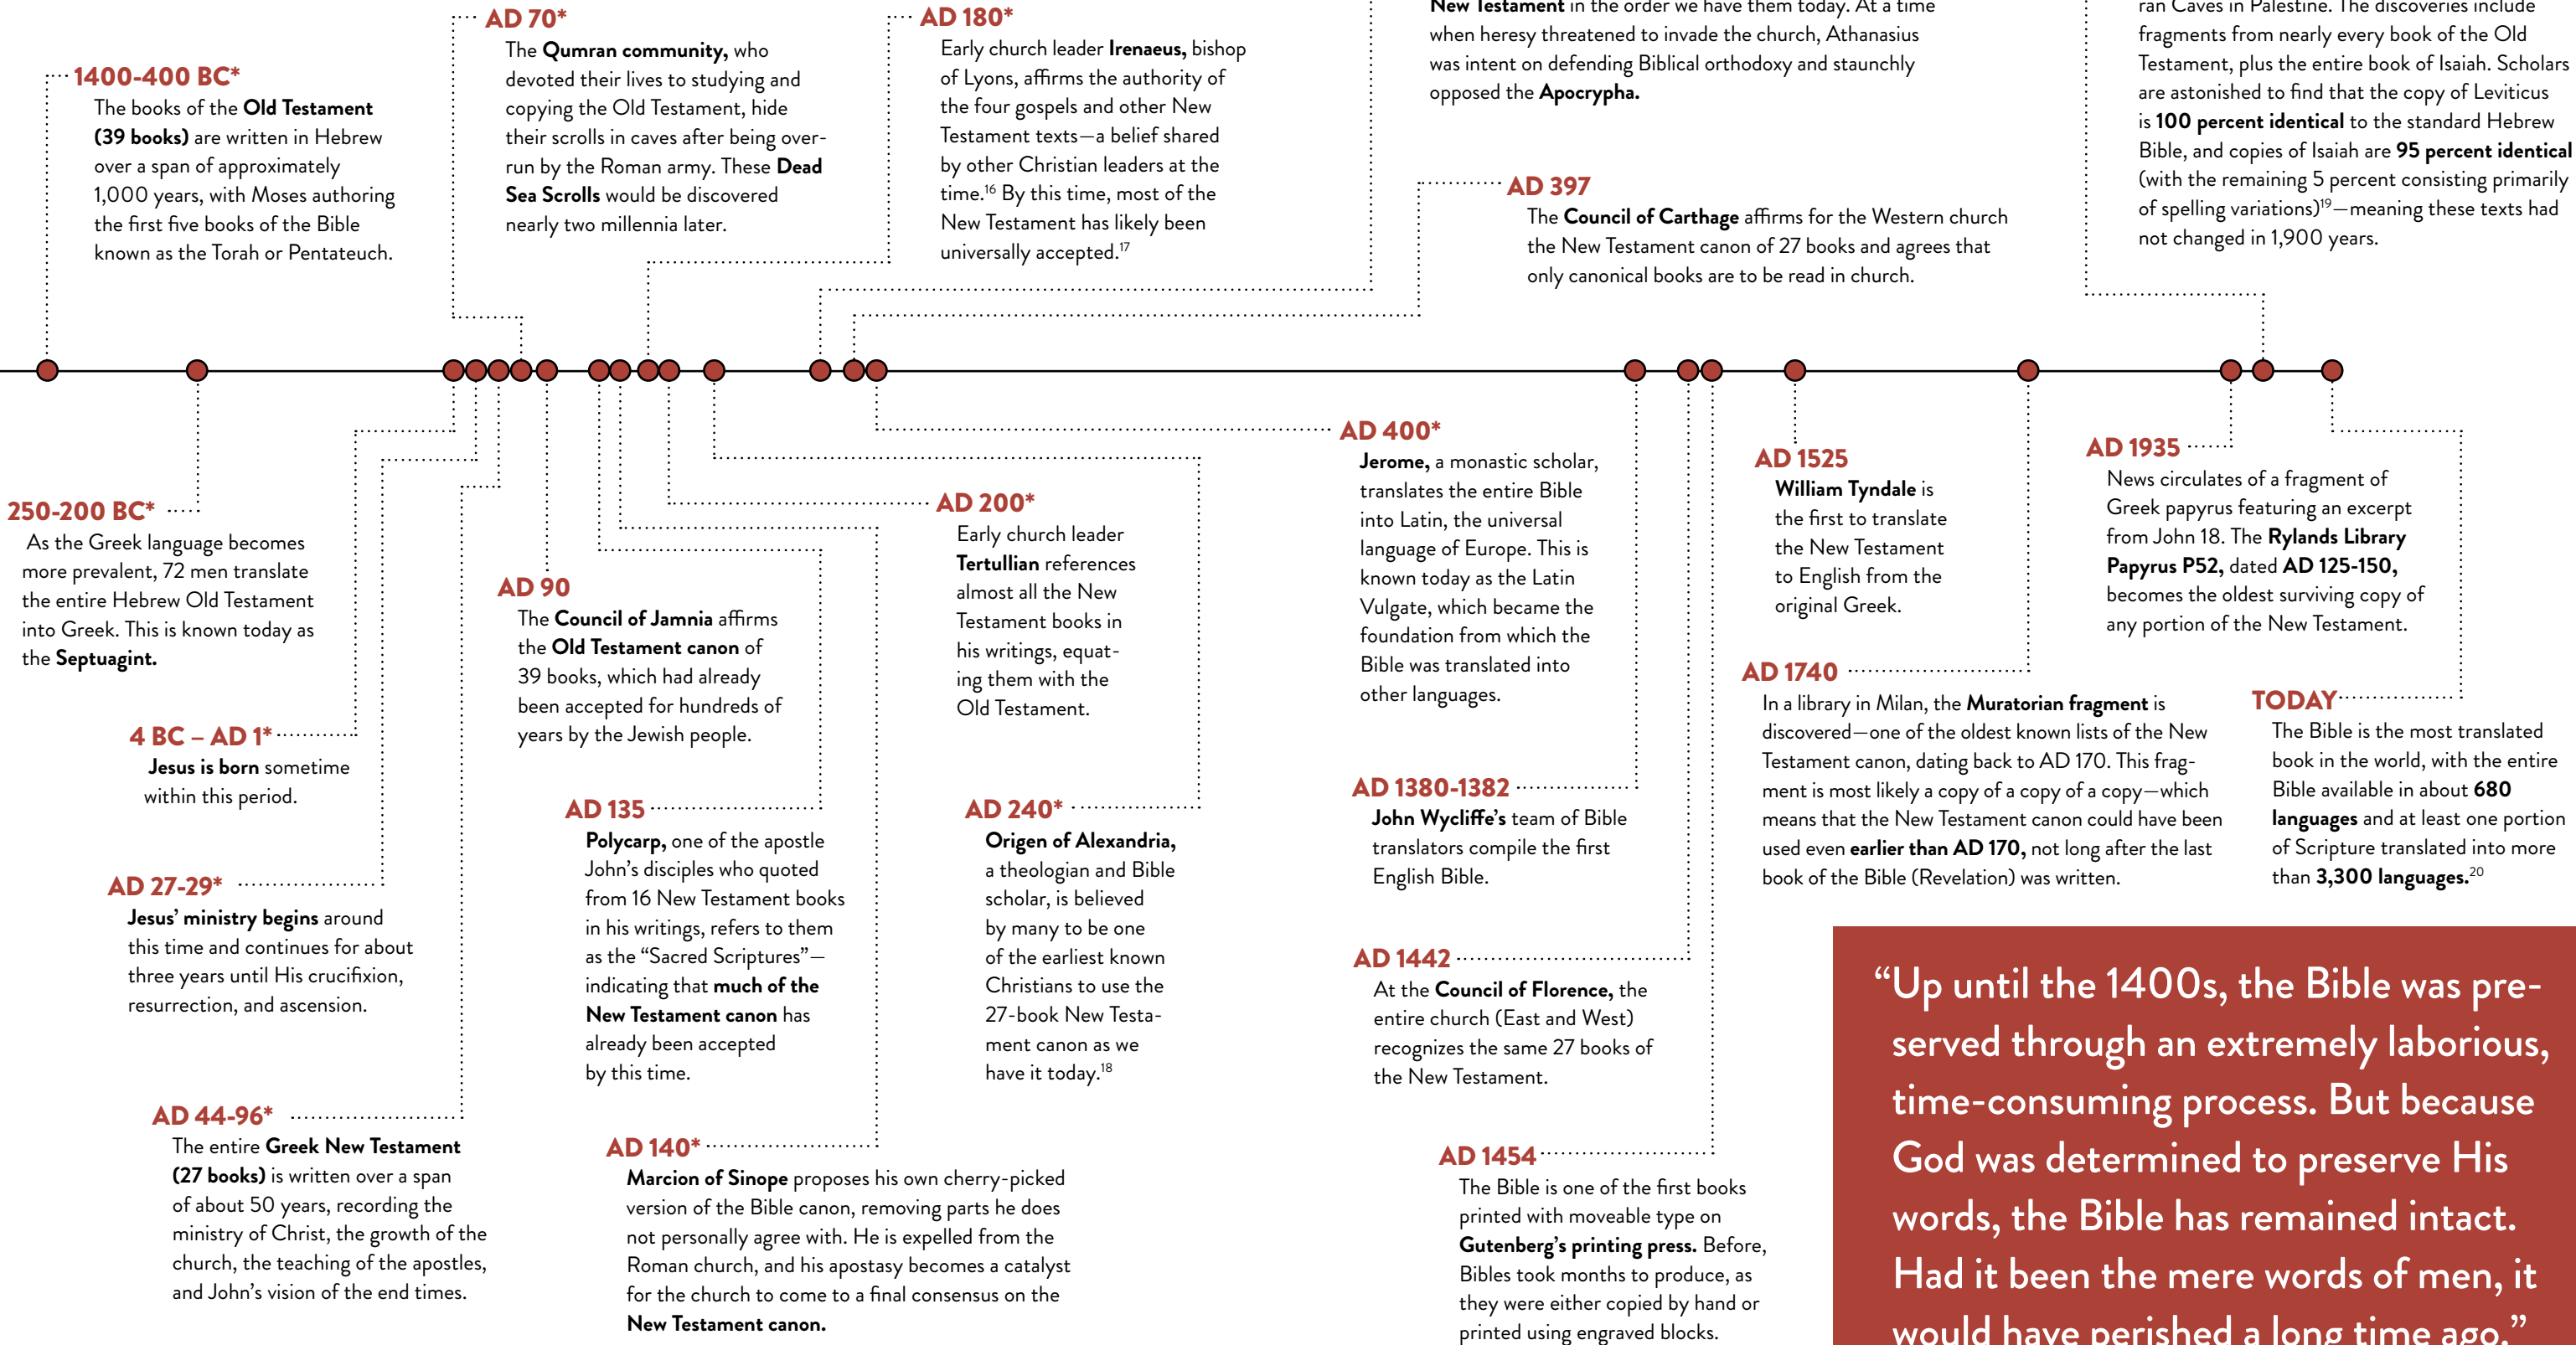 1400-400 BC*
The books of the Old Testament
(39 books) are written in Hebrew
over a span of approximately
1,000 years, with Moses authoring
the first five books of the Bible
known as the Torah or Pentateuch.
AD 70*
The Qumran community, who
devoted their lives to studying and
copying the Old Testament, hide
their scrolls in caves after being over-
run by the Roman army. These Dead
Sea Scrolls would be discovered
nearly two millennia later.
AD 180*
Early church leader Irenaeus, bishop
of Lyons, affirms the authority of
the four gospels and other New
Testament texts—a belief shared
by other Christian leaders at the
time.16 By this time, most of the
New Testament has likely been
universally accepted.17
New Testament in the order we have them today. At a time
when heresy threatened to invade the church, Athanasius
was intent on defending Biblical orthodoxy and staunchly
opposed the Apocrypha.
AD 397
The Council of Carthage affirms for the Western church
the New Testament canon of 27 books and agrees that
only canonical books are to be read in church.
ran Caves in Palestine. The discoveries include
fragments from nearly every book of the Old
Testament, plus the entire book of Isaiah. Scholars
are astonished to find that the copy of Leviticus
is 100 percent identical to the standard Hebrew
Bible, and copies of Isaiah are 95 percent identical
(with the remaining 5 percent consisting primarily
of spelling variations)19—meaning these texts had
not changed in 1,900 years.
250-200 BC*
As the Greek language becomes
more prevalent, 72 men translate
the entire Hebrew Old Testament
into Greek. This is known today as
the Septuagint.
4 BC – AD 1*
Jesus is born sometime
within this period.
AD 27-29*
Jesus' ministry begins around
this time and continues for about
three years until His crucifixion,
resurrection, and ascension.
AD 44-96*
The entire Greek New Testament
(27 books) is written over a span
of about 50 years, recording the
ministry of Christ, the growth of the
church, the teaching of the apostles,
and John's vision of the end times.
AD 90
The Council of Jamnia affirms
the Old Testament canon of
39 books, which had already
been accepted for hundreds of
years by the Jewish people.
AD 135
Polycarp, one of the apostle
John's disciples who quoted
from 16 New Testament books
in his writings, refers to them
as the “Sacred Scriptures”—
indicating that much of the
New Testament canon has
already been accepted
by this time.
AD 140*
Marcion of Sinope proposes his own cherry-picked
version of the Bible canon, removing parts he does
not personally agree with. He is expelled from the
Roman church, and his apostasy becomes a catalyst
for the church to come to a final consensus on the
New Testament canon.
AD 200*
Early church leader
Tertullian references
almost all the New
Testament books in
his writings, equat-
ing them with the
Old Testament.
AD 240*
Origen of Alexandria,
a theologian and Bible
scholar, is believed
by many to be one
of the earliest known
Christians to use the
27-book New Testa-
ment canon as we
have it today.18
AD 400*
Jerome, a monastic scholar,
translates the entire Bible
into Latin, the universal
language of Europe. This is
known today as the Latin
Vulgate, which became the
foundation from which the
Bible was translated into
other languages.
AD 1380-1382
John Wycliffe's team of Bible
translators compile the first
English Bible.
AD 1442
At the Council of Florence, the
entire church (East and West)
recognizes the same 27 books of
the New Testament.
AD 1454
The Bible is one of the first books
printed with moveable type on
Gutenberg's printing press. Before,
Bibles took months to produce, as
they were either copied by hand or
printed using engraved blocks.
AD 1525
William Tyndale is
the first to translate
the New Testament
to English from the
original Greek.
AD 1740
In a library in Milan, the Muratorian fragment is
discovered—one of the oldest known lists of the New
Testament canon, dating back to AD 170. This frag-
ment is most likely a copy of a copy of a copy—which
means that the New Testament canon could have been
used even earlier than AD 170, not long after the last
book of the Bible (Revelation) was written.
AD 1935
News circulates of a fragment of
Greek papyrus featuring an excerpt
from John 18. The Rylands Library
Papyrus P52, dated AD 125-150,
becomes the oldest surviving copy of
any portion of the New Testament.
TODAY
The Bible is the most translated
book in the world, with the entire
Bible available in about 680
languages and at least one portion
of Scripture translated into more
than 3,300 languages.20
“Up until the 1400s, the Bible was pre-
served through an extremely laborious,
time-consuming process. But because
God was determined to preserve His
words, the Bible has remained intact.
Had it been the mere words of men, it
would have perished a long time ago.”